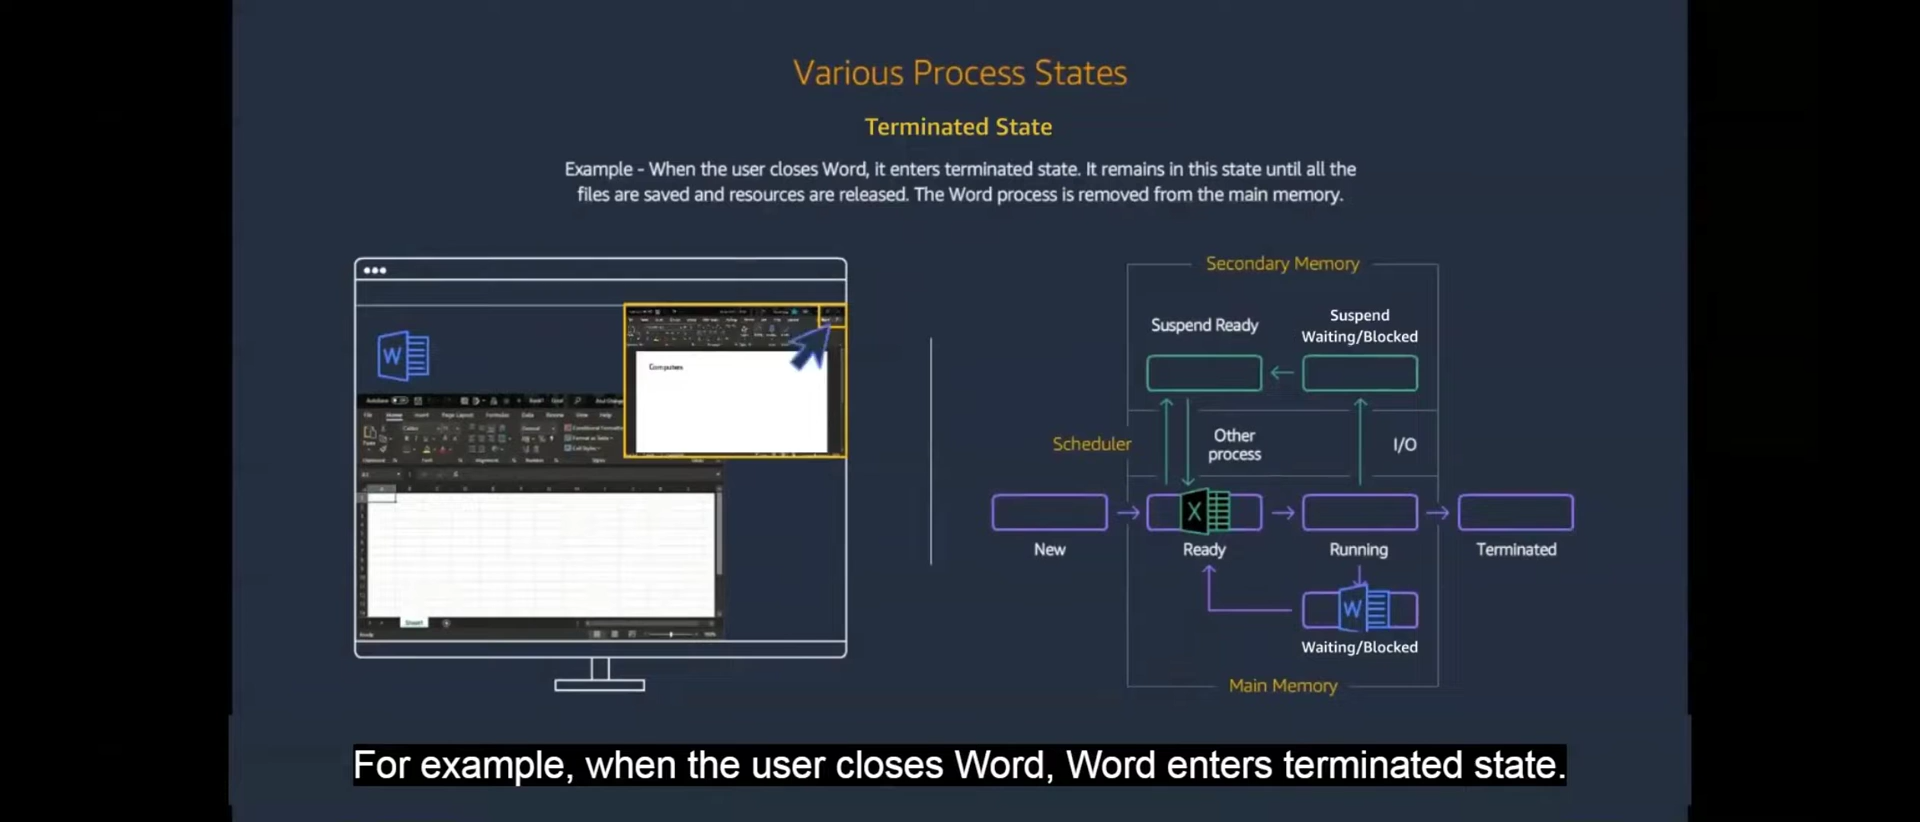 Various Process States
Terminated State
Example - When the user closes Word, it enters terminated state. It remains in this state until all the
files are saved and resources are released. The Word process is removed from the main memory.
W
Computers
Home
Sheet1
Secondary Memory
Suspend Ready
Suspend
Waiting/Blocked
Scheduler
Other
process
I/O
X
New
Ready
Running
Terminated
W
Waiting/Blocked
Main Memory
For example, when the user closes Word, Word enters terminated state.